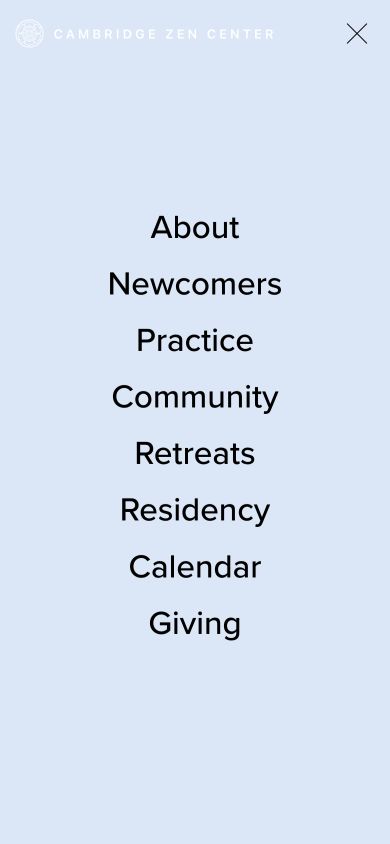 CAMBRIDGE ZEN CENTER
About
Newcomers
Practice
Community
Retreats
Residency
Calendar
Giving